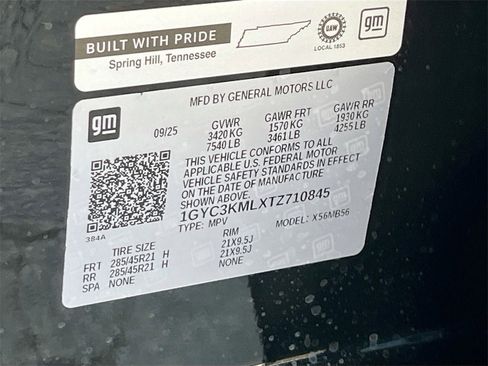 BUILT WITH PRIDE
Spring Hill, Tennessee
UAW
LOCAL 1853
gm
gm
MFD BY GENERAL MOTORS LLC
09/25
GVWR GAWR FRT GAWR RR
3420 KG 1570 KG 1930 KG
7540 LB 3461 LB 4255 LB
THIS VEHICLE CONFORMS TO ALL
APPLICABLE U.S. FEDERAL MOTOR
VEHICLE SAFETY STANDARDS IN EFFECT
ON THE DATE OF MANUFACTURE
SHOWN ABOVE.
1GYC3KMLXTZ710845
TYPE: MPV MODEL: X56MB56
384A
TIRE SIZE RIM
FRT 285/45R21 H 21X9.5J
RR 285/45R21 H 21X9.5J
SPA NONE NONE